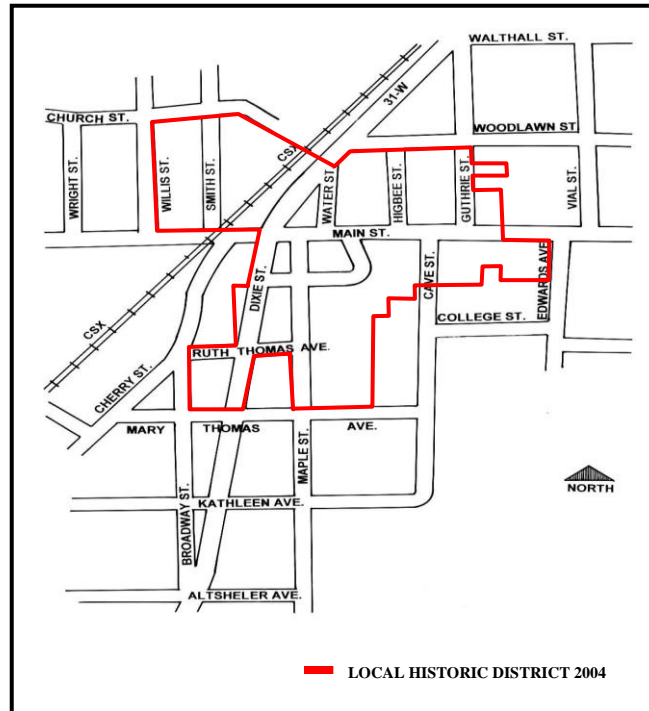 WALTHALL ST.
31-W
CHURCH ST.
WOODLAWN ST.
CSX
WRIGHT ST.
WILLIS ST.
SMITH ST.
WATER ST.
HIGBEE ST.
GUTHRIE ST.
VIAL ST.
MAIN ST.
DIXIE ST.
CAVE ST.
EDWARDS AVE.
CSX
COLLEGE ST.
RUTH THOMAS AVE.
CHERRY ST.
MARY THOMAS AVE.
MAPLE ST.
NORTH
KATHLEEN AVE.
BROADWAY ST.
ALTSHELER AVE.
LOCAL HISTORIC DISTRICT 2004